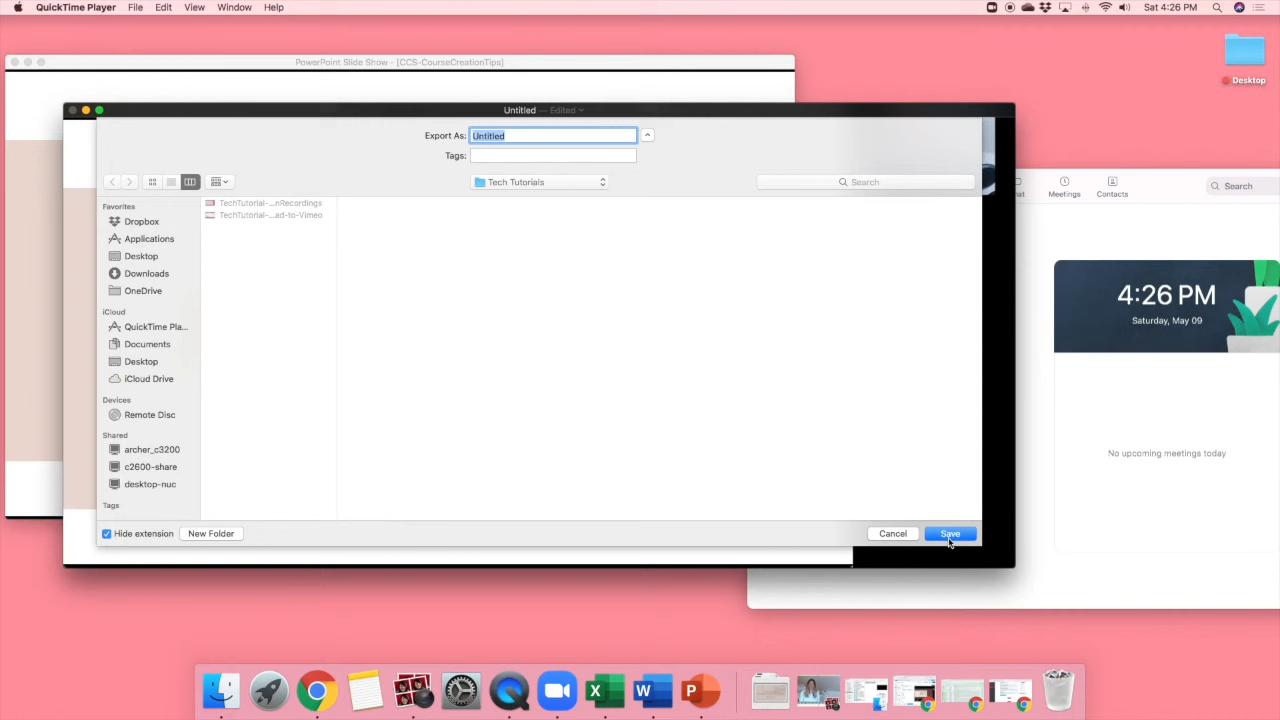 QuickTime Player File Edit View Window Help Sat 4:26 PM
Desktop
PowerPoint Slide Show - [CCS-CourseCreationTips]
Untitled — Edited
Export As: Untitled
Tags:
Tech Tutorials
Search
Favorites
Dropbox
Applications
Desktop
Downloads
OneDrive
iCloud
QuickTime Pla...
Documents
Desktop
iCloud Drive
Devices
Remote Disc
Shared
archer_c3200
c2600-share
desktop-nuc
Tags
TechTutorial-...nRecordings
TechTutorial-...ad-to-Vimeo
Hide extension New Folder Cancel Save
Meetings Contacts Search
4:26 PM
Saturday, May 09
No upcoming meetings today